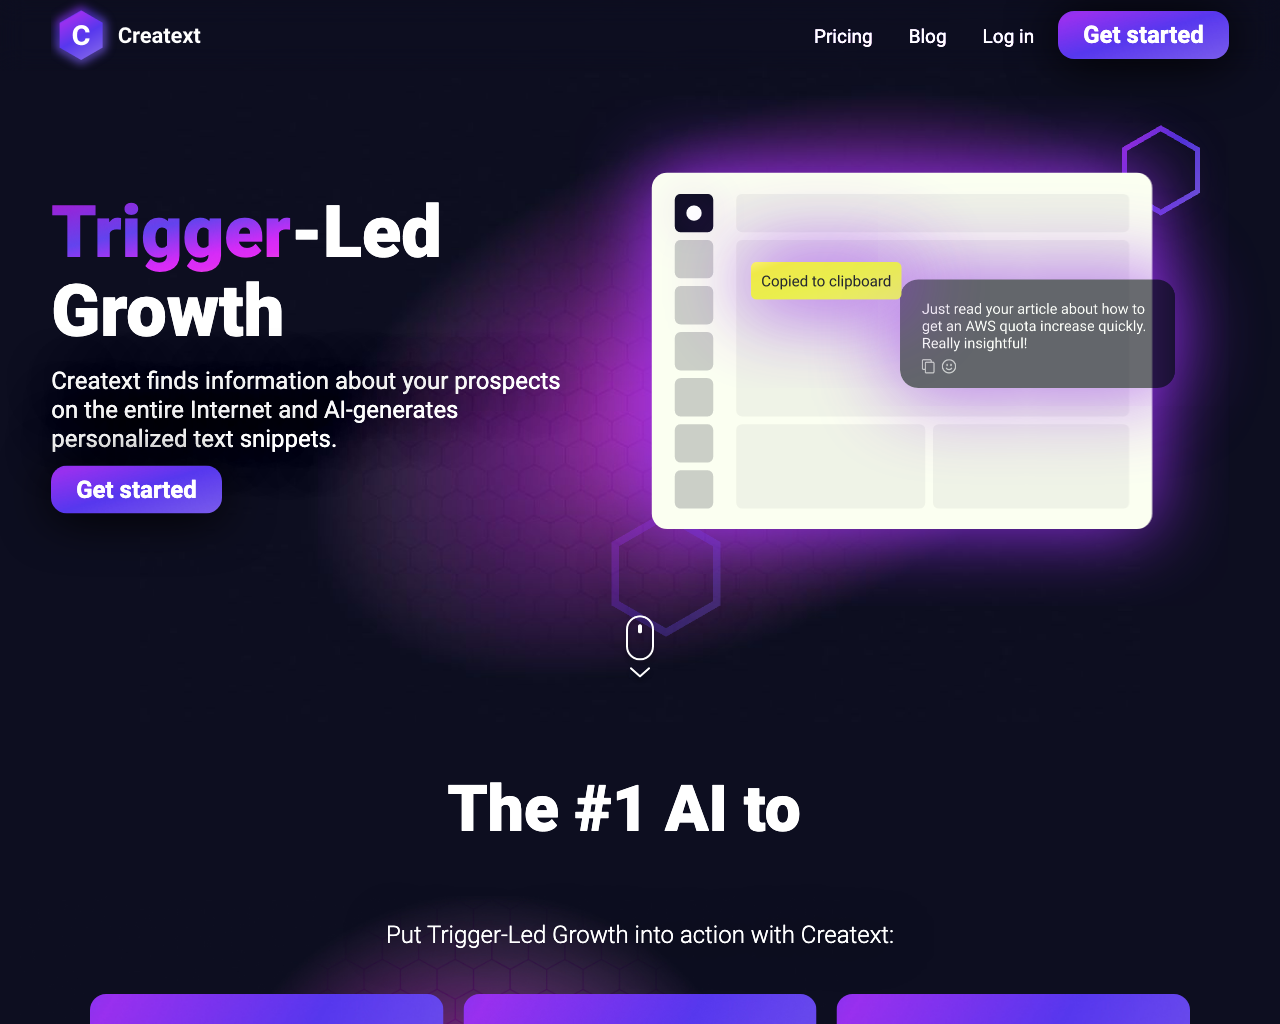 C
Creatext
Pricing
Blog
Log in
Get started
Trigger-Led
Growth
Creatext finds information about your prospects
on the entire Internet and AI-generates
personalized text snippets.
Get started
Copied to clipboard
Just read your article about how to
get an AWS quota increase quickly.
Really insightful!
The #1 AI to
Put Trigger-Led Growth into action with Creatext: